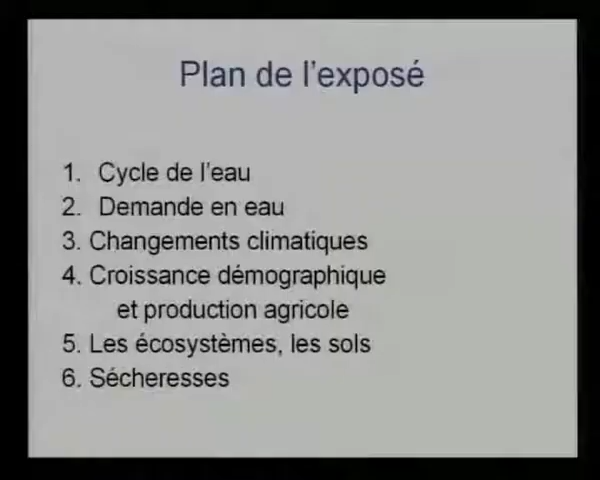 Plan de l'exposé
1. Cycle de l'eau
2. Demande en eau
3. Changements climatiques
4. Croissance démographique
et production agricole
5. Les écosystèmes, les sols
6. Sécheresses